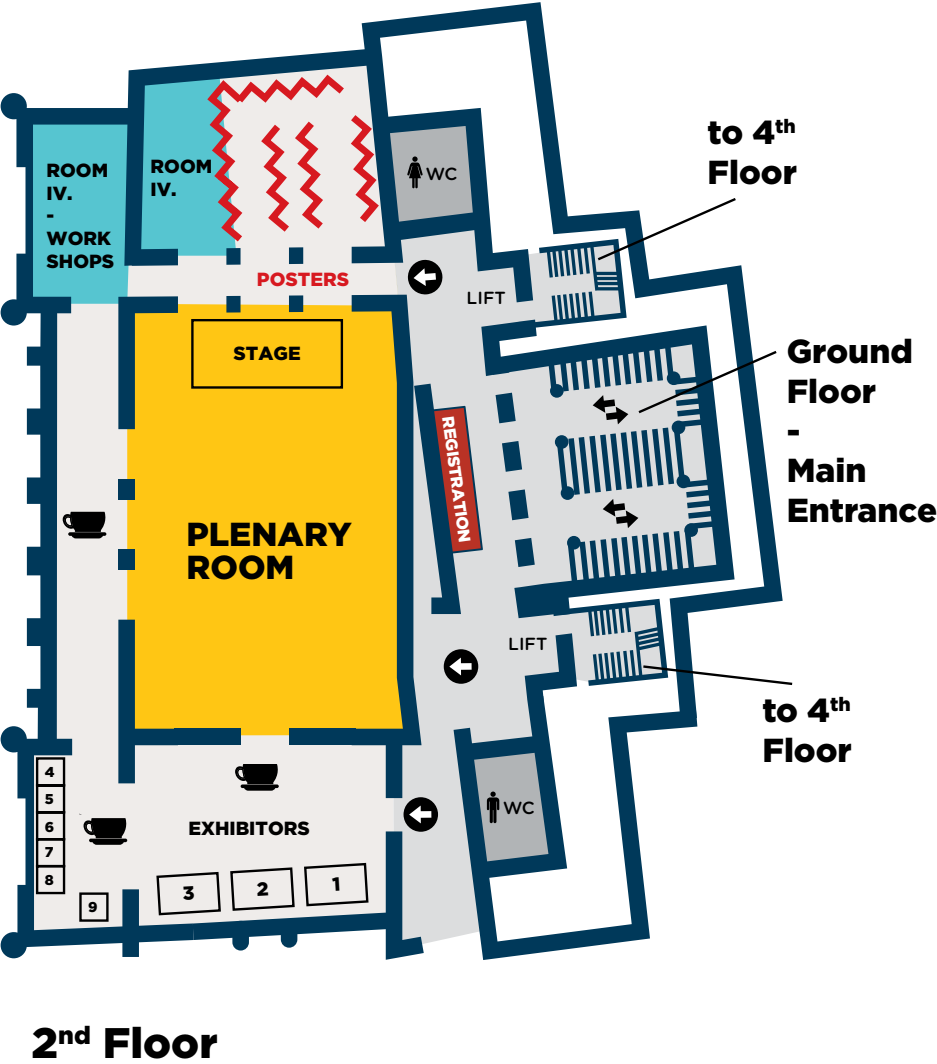 to 4th
Floor
WC
ROOM
IV.
-
WORK
SHOPS
ROOM
IV.
POSTERS
LIFT
STAGE
Ground
Floor
-
Main
Entrance
REGISTRATION
PLENARY
ROOM
LIFT
to 4th
Floor
4
5
6
7
8
9
EXHIBITORS
3
2
1
WC
2nd Floor